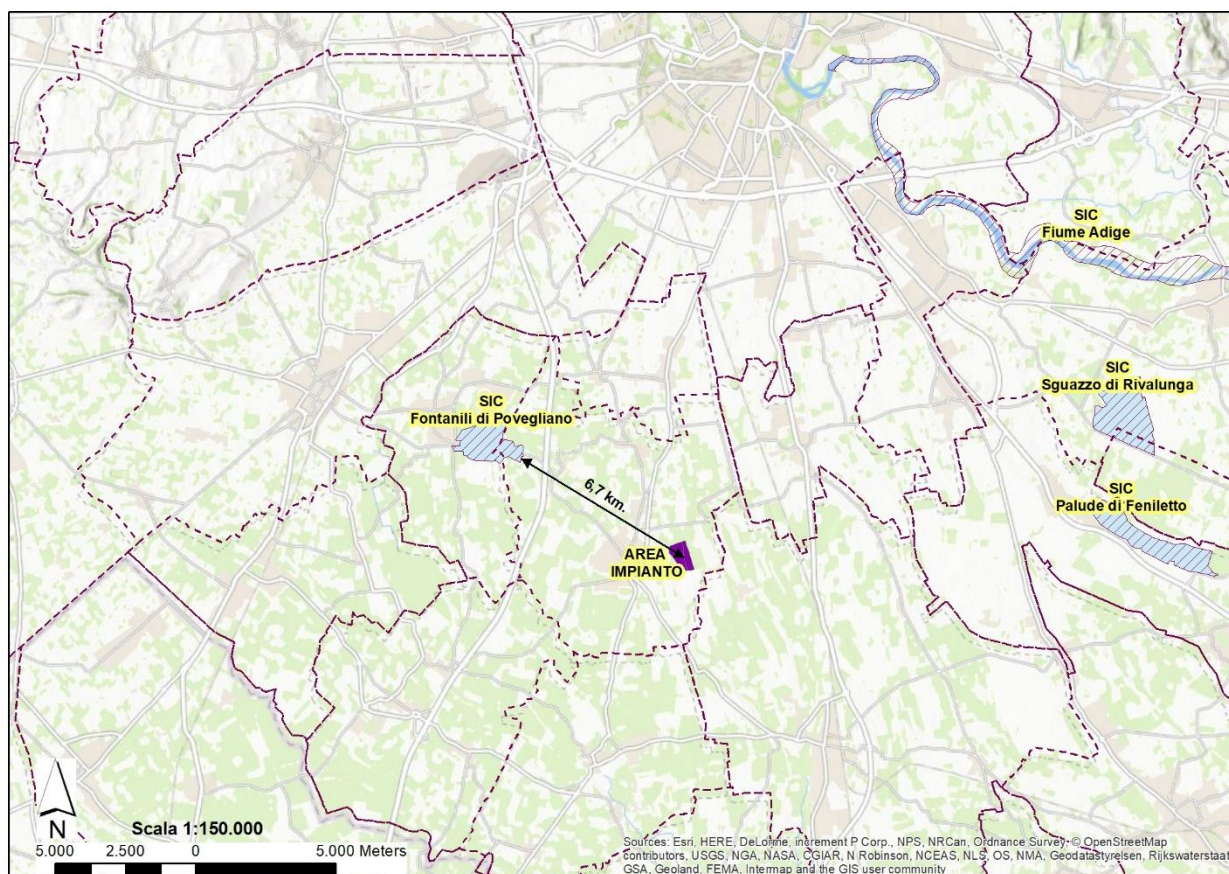 SIC
Fiume Adige
SIC
Sguazzo di Rivalunga
SIC
Fontanili di Povegliano
6,7 km.
SIC
Palude di Feniletto
AREA
IMPIANTO
N
Scala 1:150.000
5.000 2.500 0 5.000 Meters
Sources: Esri, HERE, DeLorme, increment P Corp., NPS, NRCan, Ordnance Survey, © OpenStreetMap
contributors, USGS, NGA, NASA, CGIAR, N Robinson, NCEAS, NLS, OS, NMA, Geodatastyrelsen, Rijkswaterstaat,
GSA, Geoland, FEMA, Intermap and the GIS user community